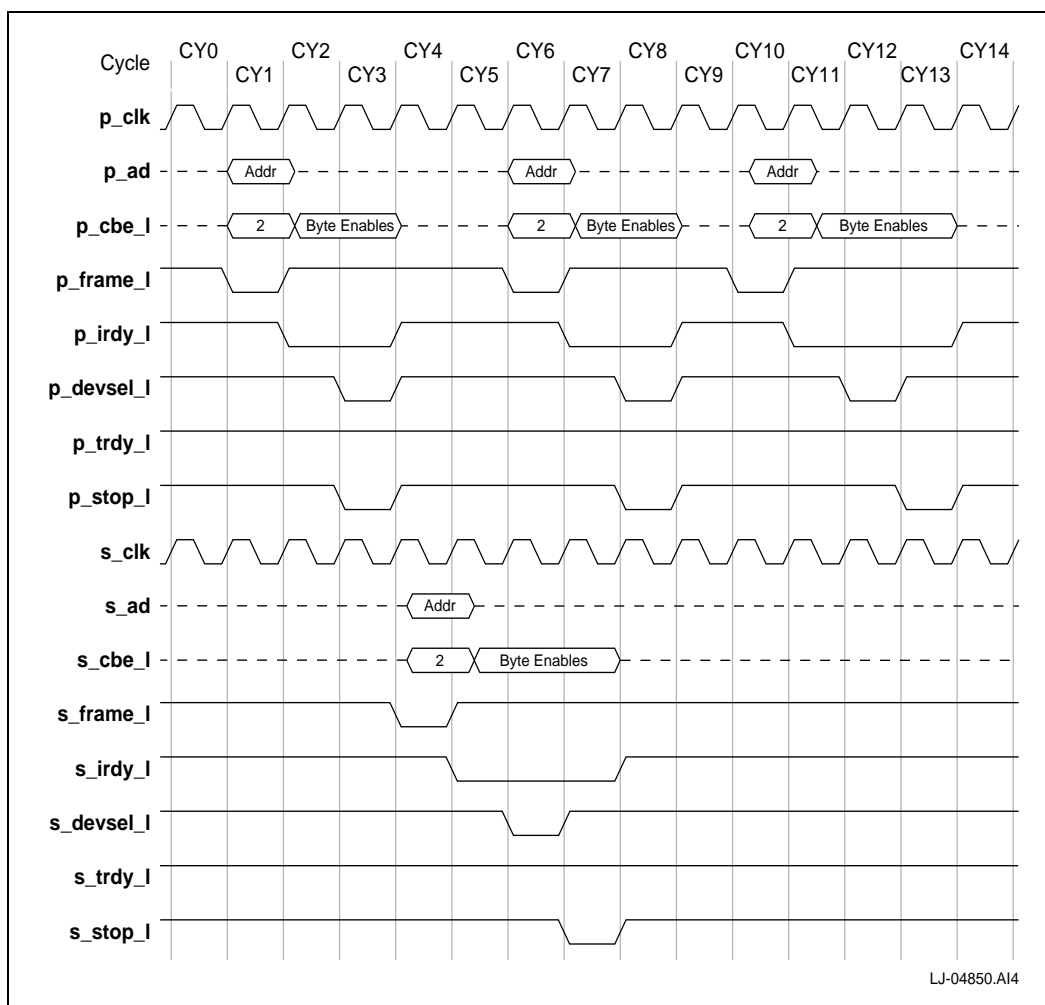 CY0 CY2 CY4 CY6 CY8 CY10 CY12 CY14
Cycle
CY1 CY3 CY5 CY7 CY9 CY11 CY13
p_clk
p_ad Addr Addr Addr
p_cbe_l 2 Byte Enables 2 Byte Enables 2 Byte Enables
p_frame_l
p_irdy_l
p_devsel_l
p_trdy_l
p_stop_l
s_clk
s_ad Addr
s_cbe_l 2 Byte Enables
s_frame_l
s_irdy_l
s_devsel_l
s_trdy_l
s_stop_l
LJ-04850.AI4